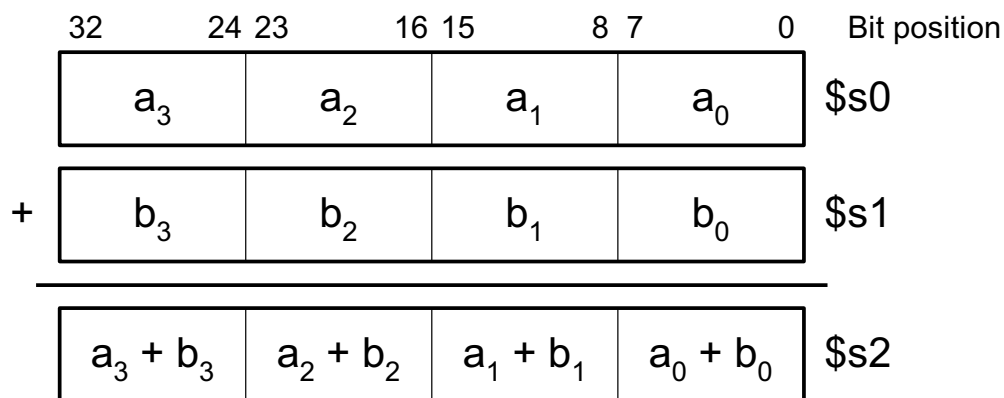 32 24 23 16 15 8 7 0 Bit position
a₃ a₂ a₁ a₀ $s0
+ b₃ b₂ b₁ b₀ $s1
a₃ + b₃ a₂ + b₂ a₁ + b₁ a₀ + b₀ $s2